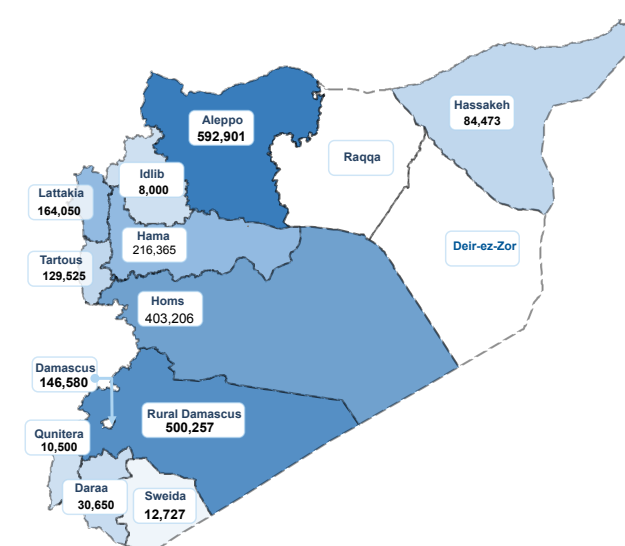 Aleppo
592,901
Hassakeh
84,473
Raqqa
Idlib
8,000
Lattakia
164,050
Hama
216,365
Tartous
129,525
Deir-ez-Zor
Homs
403,206
Damascus
146,580
Rural Damascus
500,257
Qunitera
10,500
Daraa
30,650
Sweida
12,727